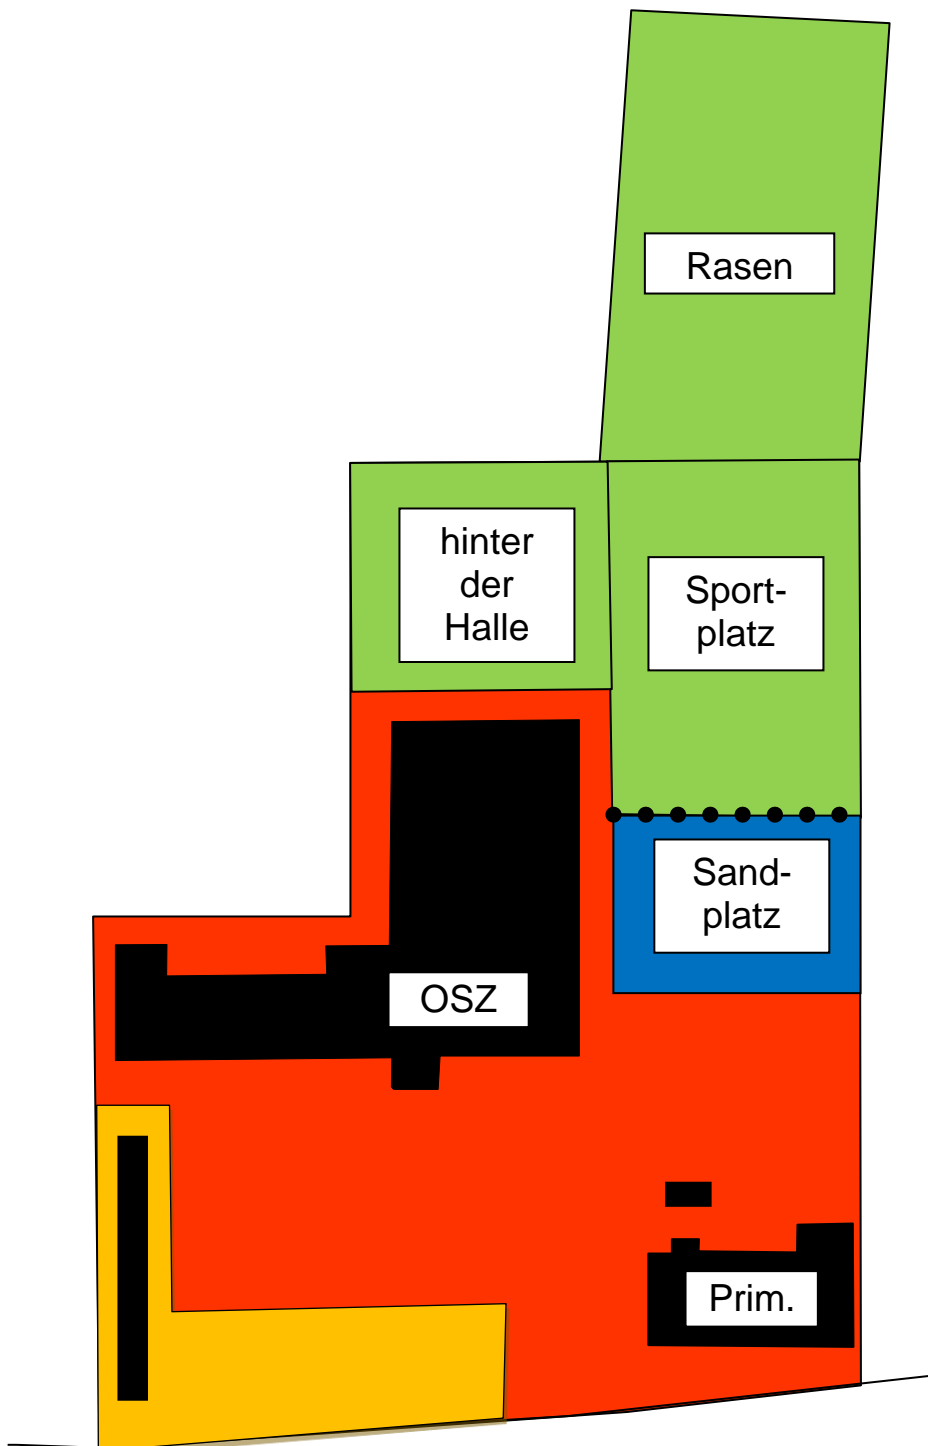 Rasen
hinter
der
Halle
Sport-
platz
Sand-
platz
OSZ
Prim.